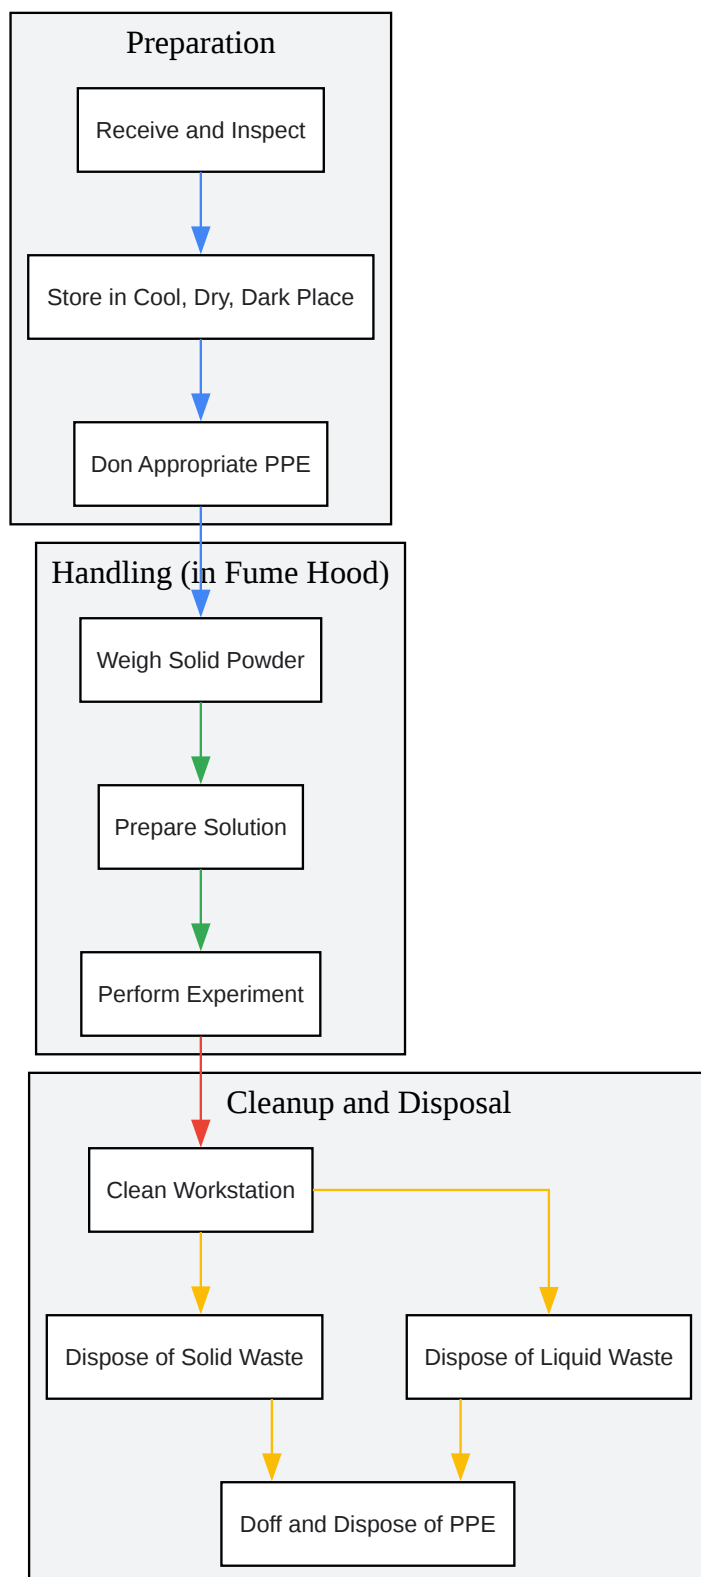 Preparation
Receive and Inspect
Store in Cool, Dry, Dark Place
Don Appropriate PPE
Handling (in Fume Hood)
Weigh Solid Powder
Prepare Solution
Perform Experiment
Cleanup and Disposal
Clean Workstation
Dispose of Solid Waste
Dispose of Liquid Waste
Doff and Dispose of PPE